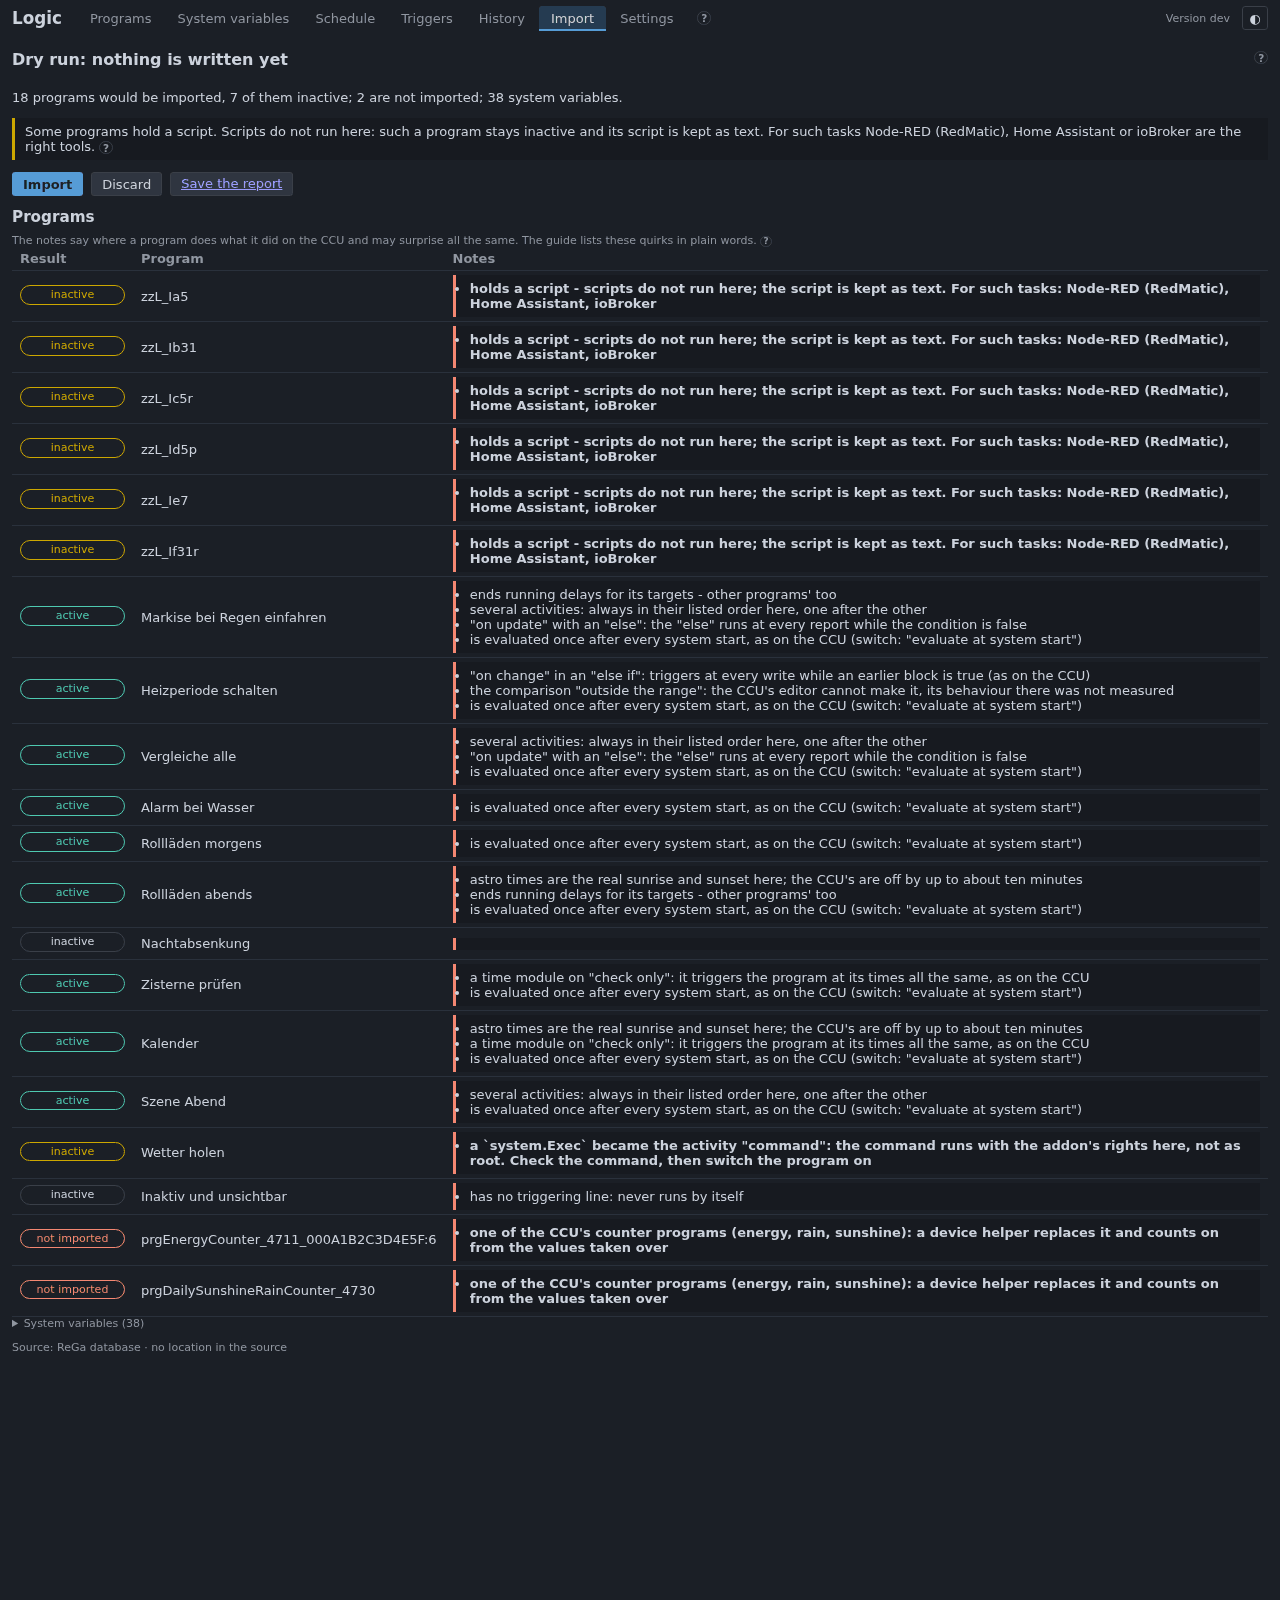 Logic Programs System variables Schedule Triggers History Import Settings ? Version dev
Dry run: nothing is written yet ?
18 programs would be imported, 7 of them inactive; 2 are not imported; 38 system variables.
Some programs hold a script. Scripts do not run here: such a program stays inactive and its script is kept as text. For such tasks Node-RED (RedMatic), Home Assistant or ioBroker are the
right tools. ?
Import Discard Save the report
Programs
The notes say where a program does what it did on the CCU and may surprise all the same. The guide lists these quirks in plain words. ?
Result Program Notes
inactive zzL_Ia5 holds a script - scripts do not run here; the script is kept as text. For such tasks: Node-RED (RedMatic),
Home Assistant, ioBroker
inactive zzL_Ib31 holds a script - scripts do not run here; the script is kept as text. For such tasks: Node-RED (RedMatic),
Home Assistant, ioBroker
inactive zzL_Ic5r holds a script - scripts do not run here; the script is kept as text. For such tasks: Node-RED (RedMatic),
Home Assistant, ioBroker
inactive zzL_Id5p holds a script - scripts do not run here; the script is kept as text. For such tasks: Node-RED (RedMatic),
Home Assistant, ioBroker
inactive zzL_Ie7 holds a script - scripts do not run here; the script is kept as text. For such tasks: Node-RED (RedMatic),
Home Assistant, ioBroker
inactive zzL_If31r holds a script - scripts do not run here; the script is kept as text. For such tasks: Node-RED (RedMatic),
Home Assistant, ioBroker
active Markise bei Regen einfahren ends running delays for its targets - other programs' too
several activities: always in their listed order here, one after the other
"on update" with an "else": the "else" runs at every report while the condition is false
is evaluated once after every system start, as on the CCU (switch: "evaluate at system start")
active Heizperiode schalten "on change" in an "else if": triggers at every write while an earlier block is true (as on the CCU)
the comparison "outside the range": the CCU's editor cannot make it, its behaviour there was not measured
is evaluated once after every system start, as on the CCU (switch: "evaluate at system start")
active Vergleiche alle several activities: always in their listed order here, one after the other
"on update" with an "else": the "else" runs at every report while the condition is false
is evaluated once after every system start, as on the CCU (switch: "evaluate at system start")
active Alarm bei Wasser is evaluated once after every system start, as on the CCU (switch: "evaluate at system start")
active Rollläden morgens is evaluated once after every system start, as on the CCU (switch: "evaluate at system start")
active Rollläden abends astro times are the real sunrise and sunset here; the CCU's are off by up to about ten minutes
ends running delays for its targets - other programs' too
is evaluated once after every system start, as on the CCU (switch: "evaluate at system start")
inactive Nachtabsenkung
active Zisterne prüfen a time module on "check only": it triggers the program at its times all the same, as on the CCU
is evaluated once after every system start, as on the CCU (switch: "evaluate at system start")
active Kalender astro times are the real sunrise and sunset here; the CCU's are off by up to about ten minutes
a time module on "check only": it triggers the program at its times all the same, as on the CCU
is evaluated once after every system start, as on the CCU (switch: "evaluate at system start")
active Szene Abend several activities: always in their listed order here, one after the other
is evaluated once after every system start, as on the CCU (switch: "evaluate at system start")
inactive Wetter holen a `system.Exec` became the activity "command": the command runs with the addon's rights here, not as
root. Check the command, then switch the program on
inactive Inaktiv und unsichtbar has no triggering line: never runs by itself
not imported prgEnergyCounter_4711_000A1B2C3D4E5F:6 one of the CCU's counter programs (energy, rain, sunshine): a device helper replaces it and counts on
from the values taken over
not imported prgDailySunshineRainCounter_4730 one of the CCU's counter programs (energy, rain, sunshine): a device helper replaces it and counts on
from the values taken over
System variables (38)
Source: ReGa database · no location in the source